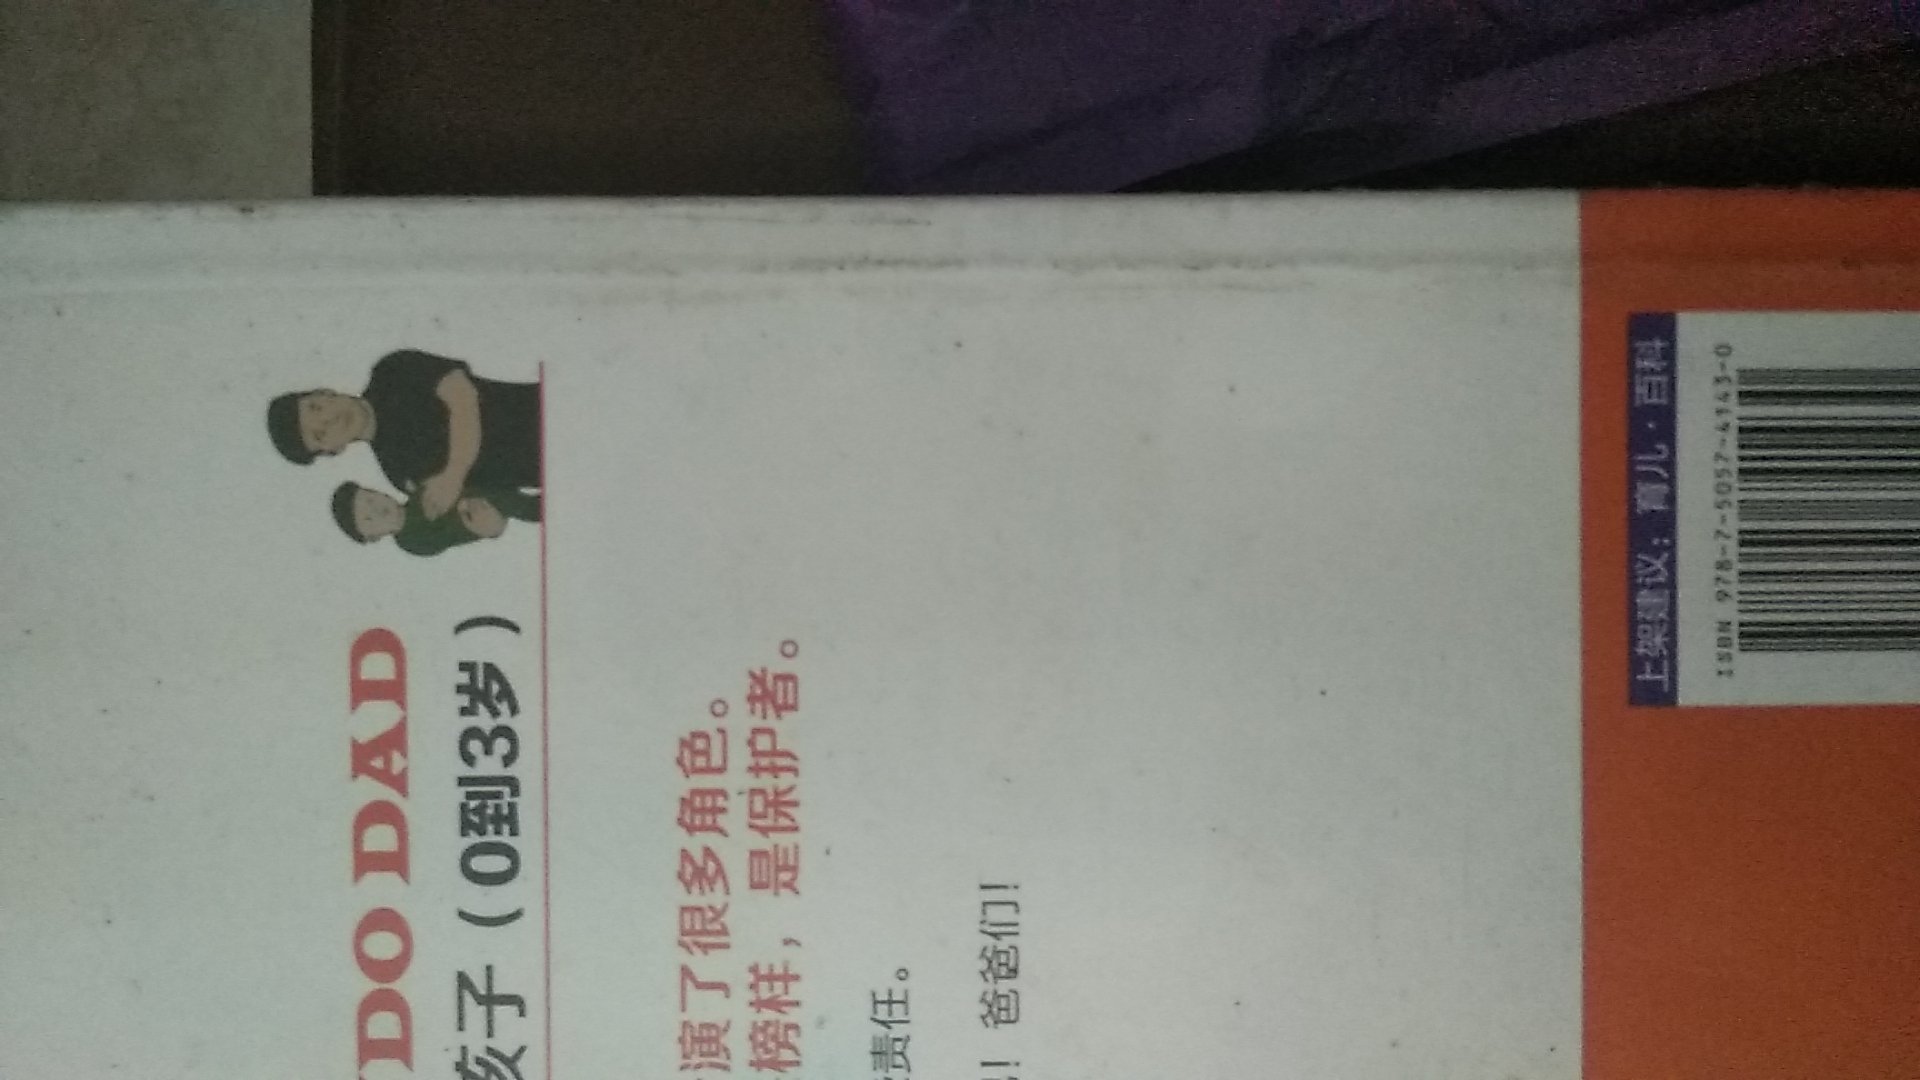 DO DAD
孩子（0到3岁）
演了很多角色。
榜样，是保护者。
责任。
！爸爸们！
上架建议：育儿·百科
ISBN 978-7-5057-4143-0